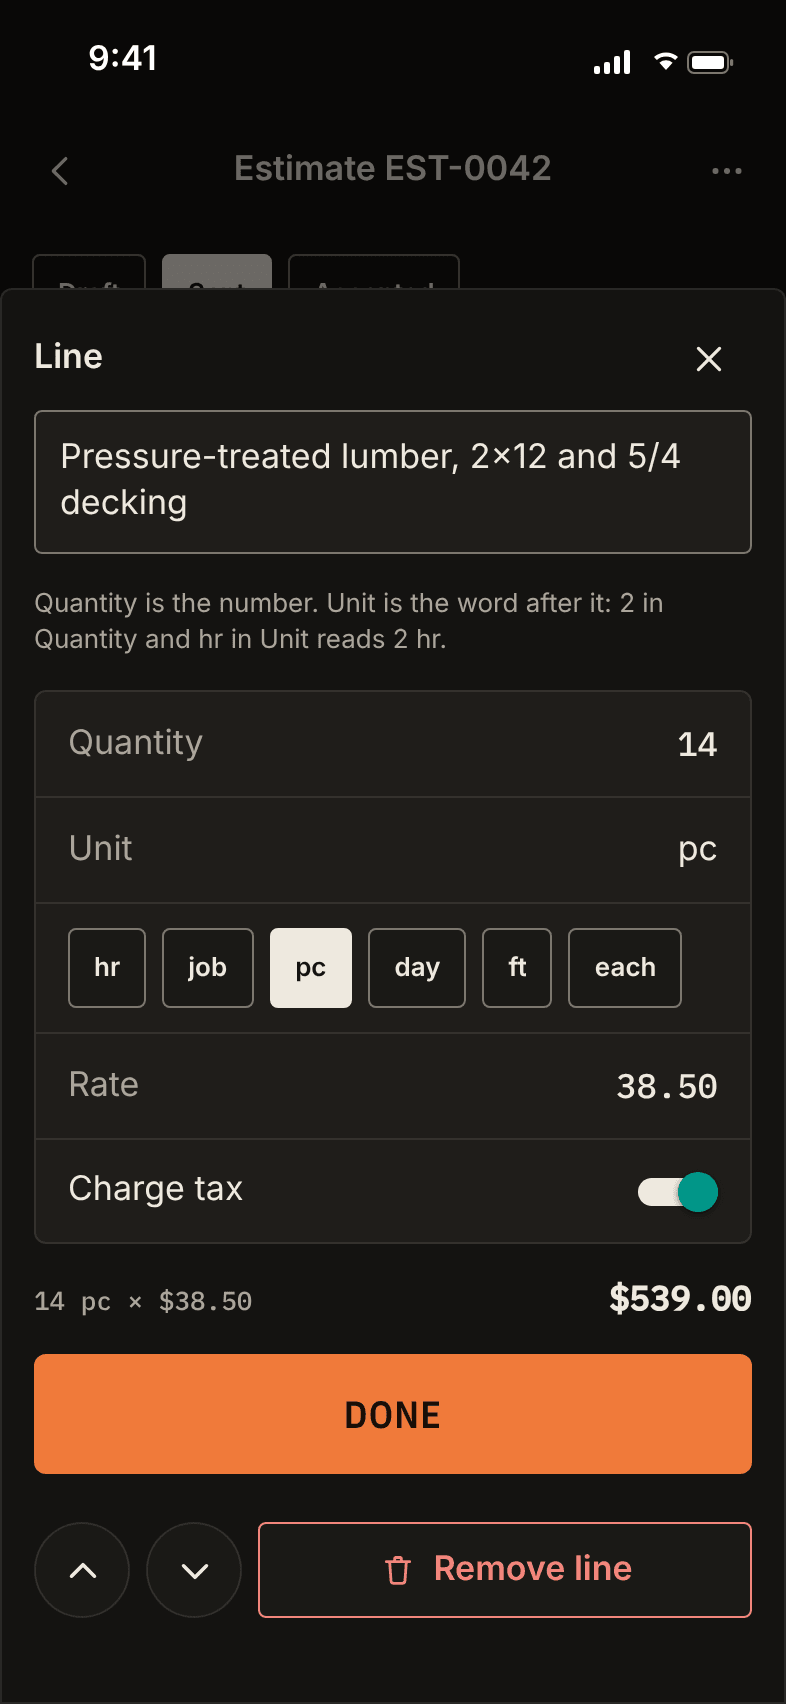 9:41
Estimate EST-0042
Line
Pressure-treated lumber, 2×12 and 5/4
decking
Quantity is the number. Unit is the word after it: 2 in
Quantity and hr in Unit reads 2 hr.
Quantity 14
Unit pc
hr job pc day ft each
Rate 38.50
Charge tax
14 pc × $38.50 $539.00
DONE
Remove line